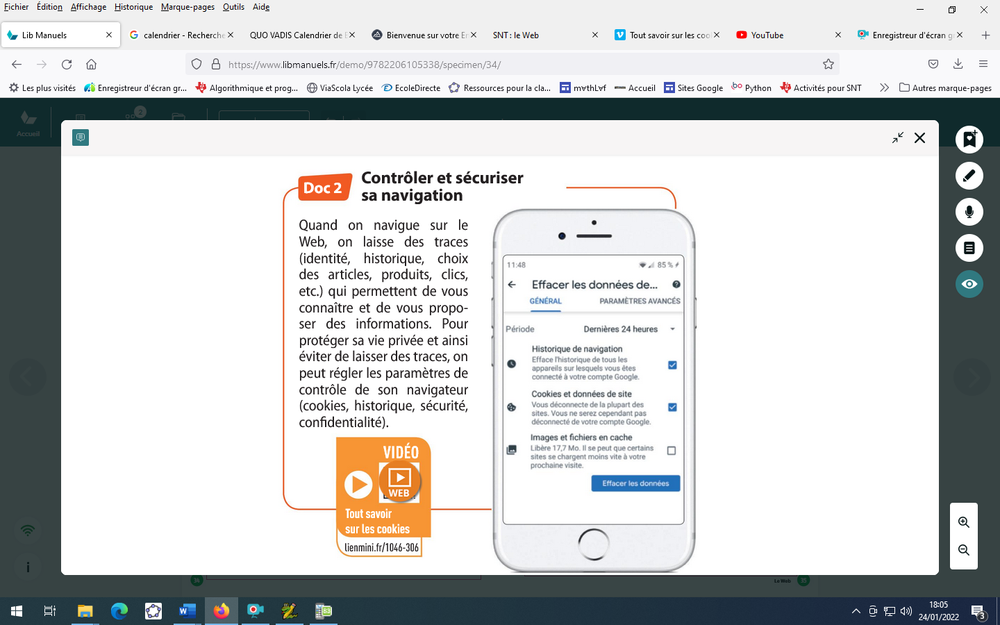 Fichier Édition Affichage Historique Marque-pages Outils Aide
Lib Manuels
calendrier - Recherche
QUO VADIS Calendrier de
Bienvenue sur votre
SNT : le Web
Tout savoir sur les coo
YouTube
Enregistreur d'écran
https://www.libmanuels.fr/demo/9782206105338/specimen/34/
Les plus visités
Enregistreur d'écran gr...
Algorithmique et prog...
ViaScola Lycée
EcoleDirecte
Ressources pour la cla...
m∀thL∀f
Accueil
Sites Google
Python
Activités pour SNT
Autres marque-pages
2
Accueil
Doc 2
Contrôler et sécuriser
sa navigation
Quand on navigue sur le
Web, on laisse des traces
(identité, historique, choix
des articles, produits, clics,
etc.) qui permettent de vous
connaître et de vous propo-
ser des informations. Pour
protéger sa vie privée et ainsi
éviter de laisser des traces, on
peut régler les paramètres de
contrôle de son navigateur
(cookies, historique, sécurité,
confidentialité).
VIDÉO
WEB
Tout savoir
sur les cookies
lienmini.fr/1046-306
11:48
85 %
Effacer les données de...
GÉNÉRAL
PARAMÈTRES AVANCÉS
Période
Dernières 24 heures
Historique de navigation
Efface l'historique de tous les
appareils sur lesquels vous êtes
connecté à votre compte Google.
Cookies et données de site
Vous déconnecte de la plupart des
sites. Vous ne serez cependant pas
déconnecté de votre compte Google.
Images et fichiers en cache
Libère 17,7 Mo. Il se peut que certains
sites se chargent moins vite à votre
prochaine visite.
Effacer les données
34
Le Web
35
18:05
24/01/2022
3